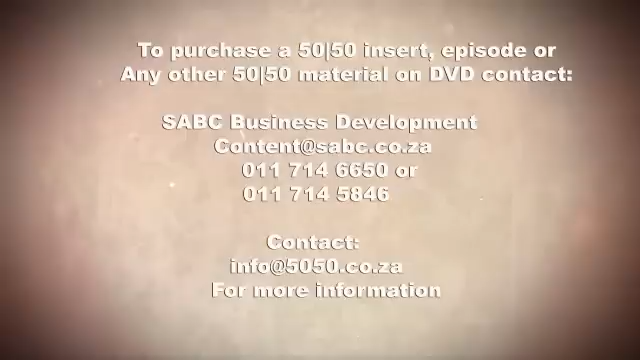 To purchase a 50|50 insert, episode or
Any other 50|50 material on DVD contact:
SABC Business Development
Content@sabc.co.za
011 714 6650 or
011 714 5846
Contact:
info@5050.co.za
For more information